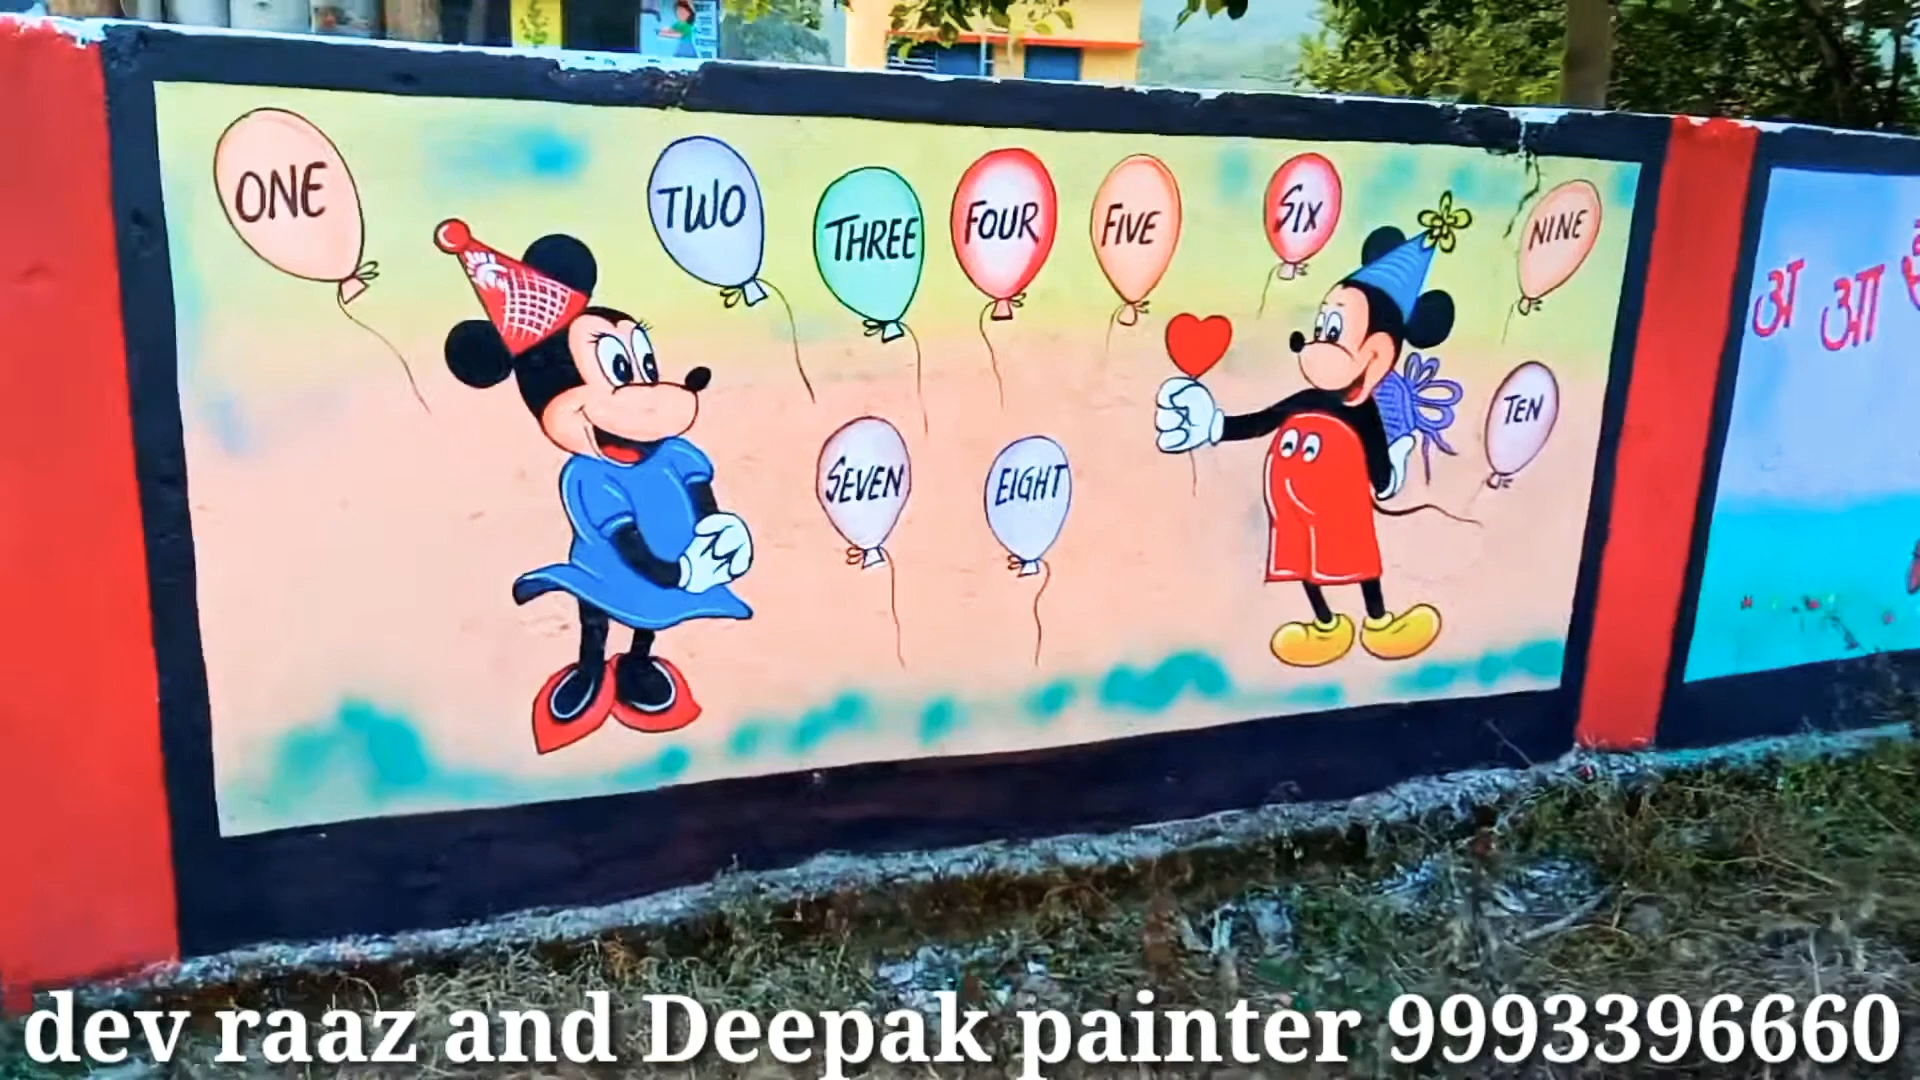 ONE
TWO
THREE
FOUR
FIVE
SIX
NINE
SEVEN
EIGHT
TEN
अ आ
dev raaz and Deepak painter 9993396660